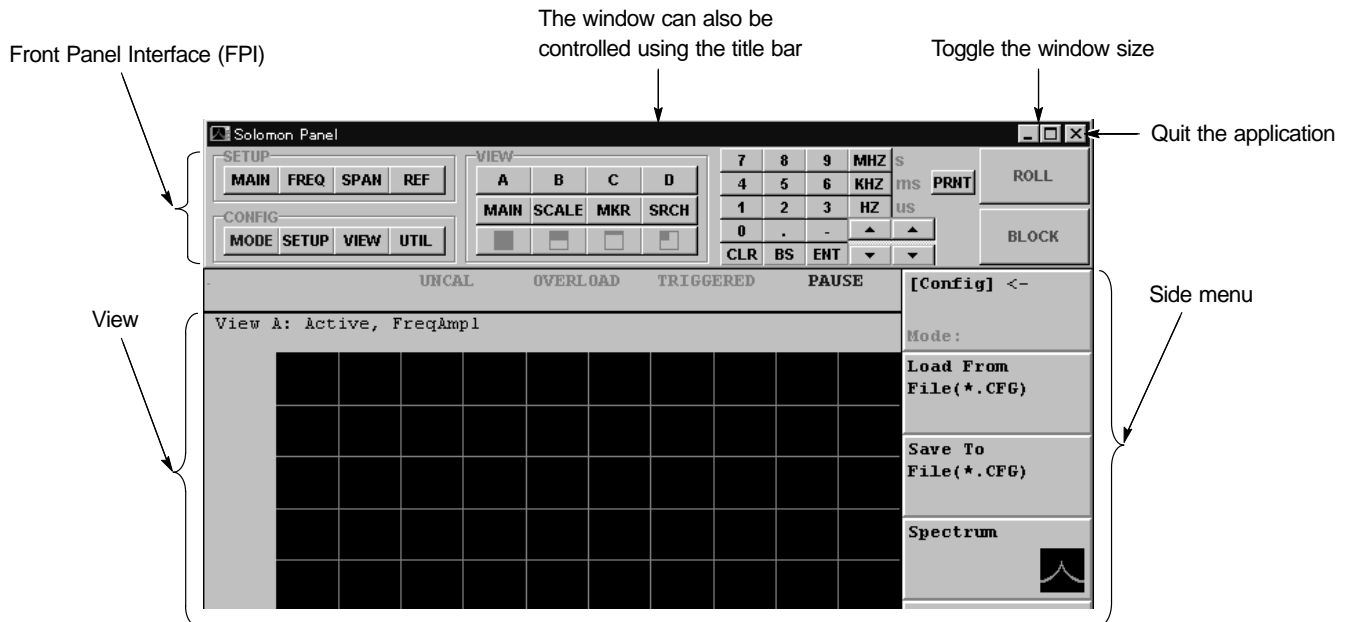 The window can also be
controlled using the title bar
Front Panel Interface (FPI)
Toggle the window size
Solomon Panel
Quit the application
SETUP
MAIN FREQ SPAN REF
CONFIG
MODE SETUP VIEW UTIL
VIEW
A B C D
MAIN SCALE MKR SRCH
7 8 9 MHZ s
4 5 6 KHZ ms PRNT
1 2 3 HZ us
0 . -
CLR BS ENT
ROLL
BLOCK
UNCAL OVERLOAD TRIGGERED PAUSE
View
View A: Active, FreqAmpl
[Config] <-
Mode:
Load From
File(*.CFG)
Save To
File(*.CFG)
Spectrum
Side menu